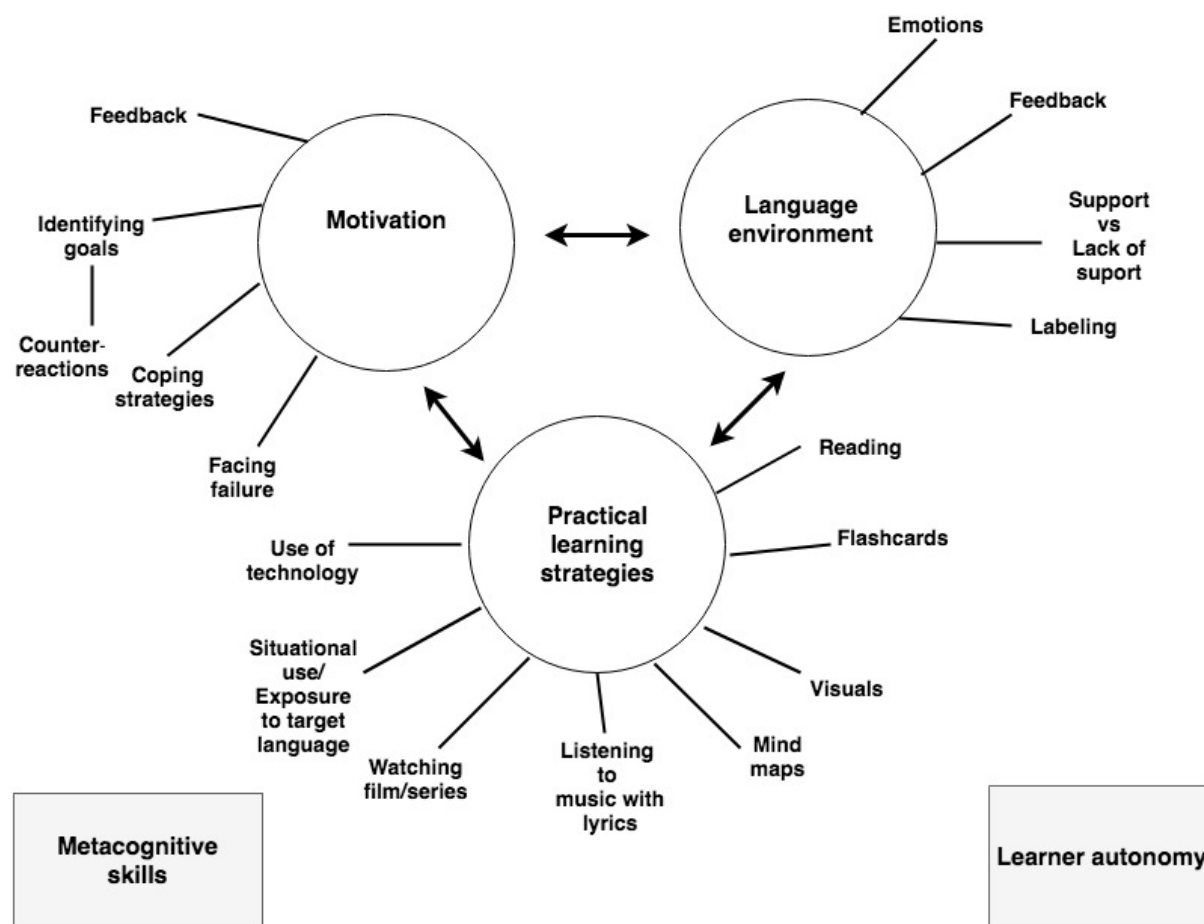 Emotions
Feedback
Feedback
Motivation
Language
environment
Support
vs
Lack of
suport
Identifying
goals
Labeling
Counter-
reactions
Coping
strategies
Reading
Facing
failure
Practical
learning
strategies
Flashcards
Use of
technology
Situational
use/
Exposure
to target
language
Visuals
Watching
film/series
Listening
to
music with
lyrics
Mind
maps
Metacognitive
skills
Learner autonomy